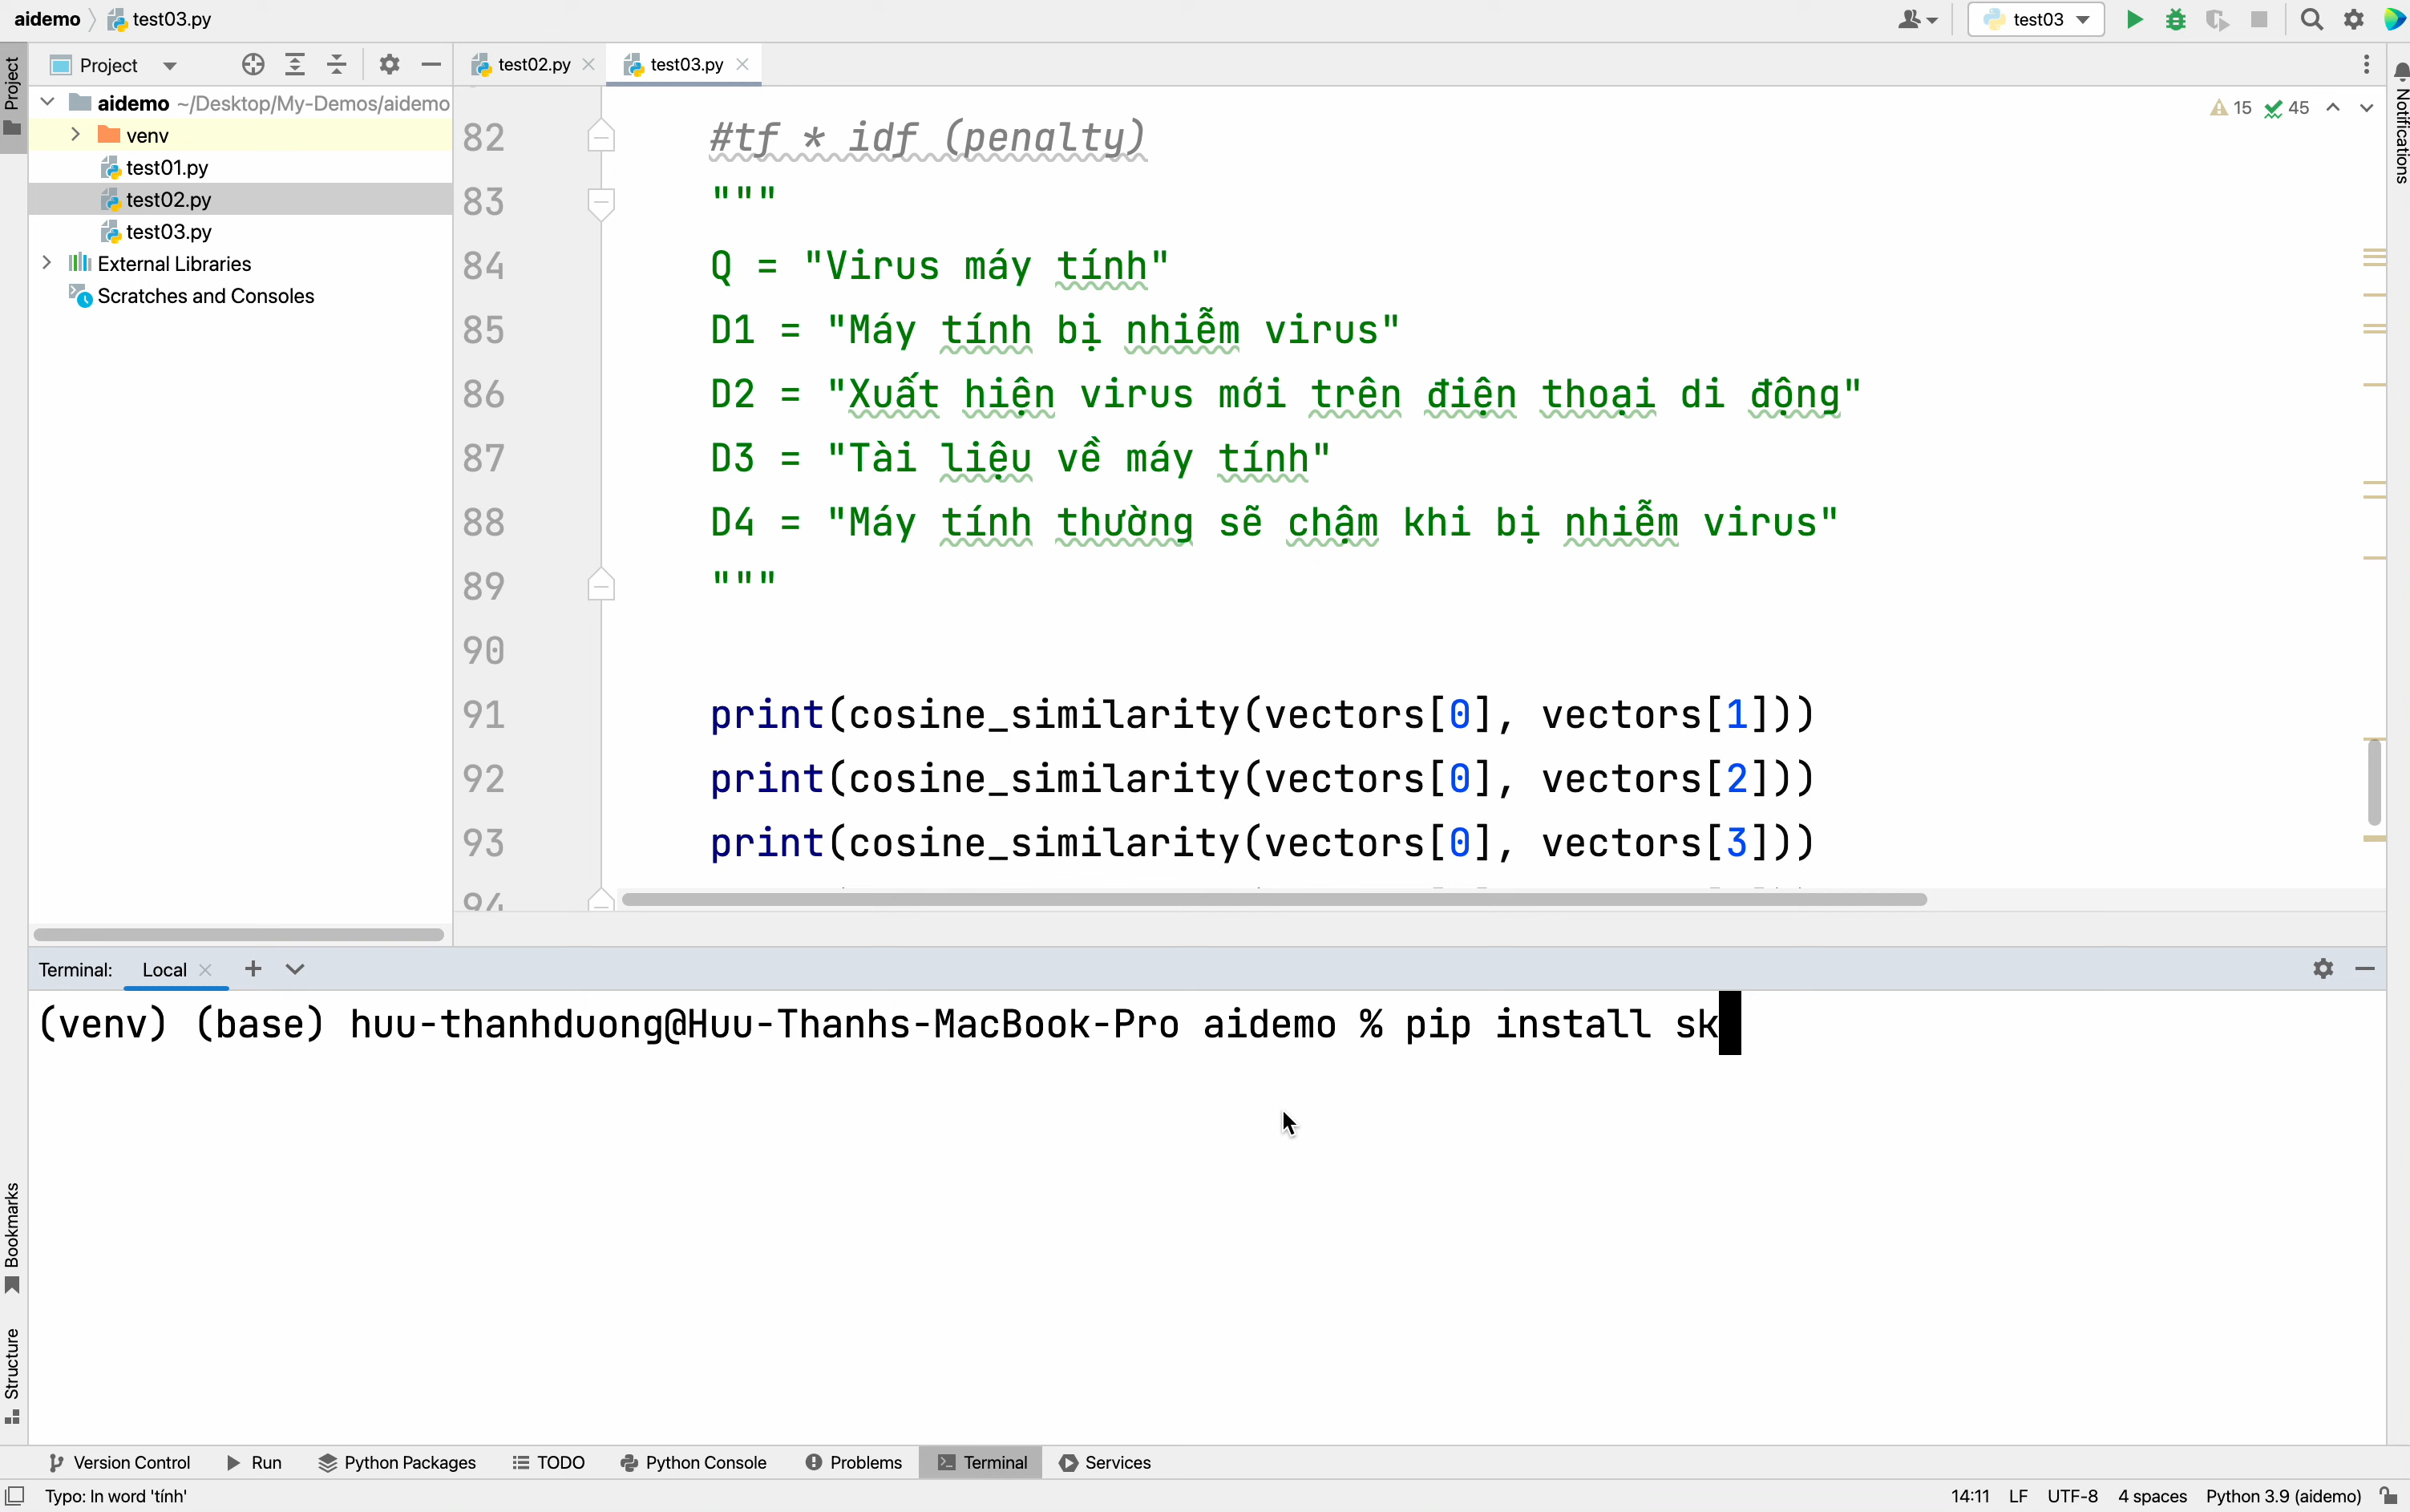 aidemo test03.py
test03
Project
Project
test02.py
test03.py
Notifications
aidemo ~/Desktop/My-Demos/aidemo
venv
test01.py
test02.py
test03.py
External Libraries
Scratches and Consoles
15 45
82 #tf * idf (penalty)
83 """
84 Q = "Virus máy tính"
85 D1 = "Máy tính bị nhiễm virus"
86 D2 = "Xuất hiện virus mới trên điện thoại di động"
87 D3 = "Tài liệu về máy tính"
88 D4 = "Máy tính thường sẽ chậm khi bị nhiễm virus"
89 """
90
91 print(cosine_similarity(vectors[0], vectors[1]))
92 print(cosine_similarity(vectors[0], vectors[2]))
93 print(cosine_similarity(vectors[0], vectors[3]))
94
Terminal: Local
(venv) (base) huu-thanhduong@Huu-Thanhs-MacBook-Pro aidemo % pip install sk
Bookmarks
Structure
Version Control Run Python Packages TODO Python Console Problems Terminal Services
Typo: In word 'tính' 14:11 LF UTF-8 4 spaces Python 3.9 (aidemo)